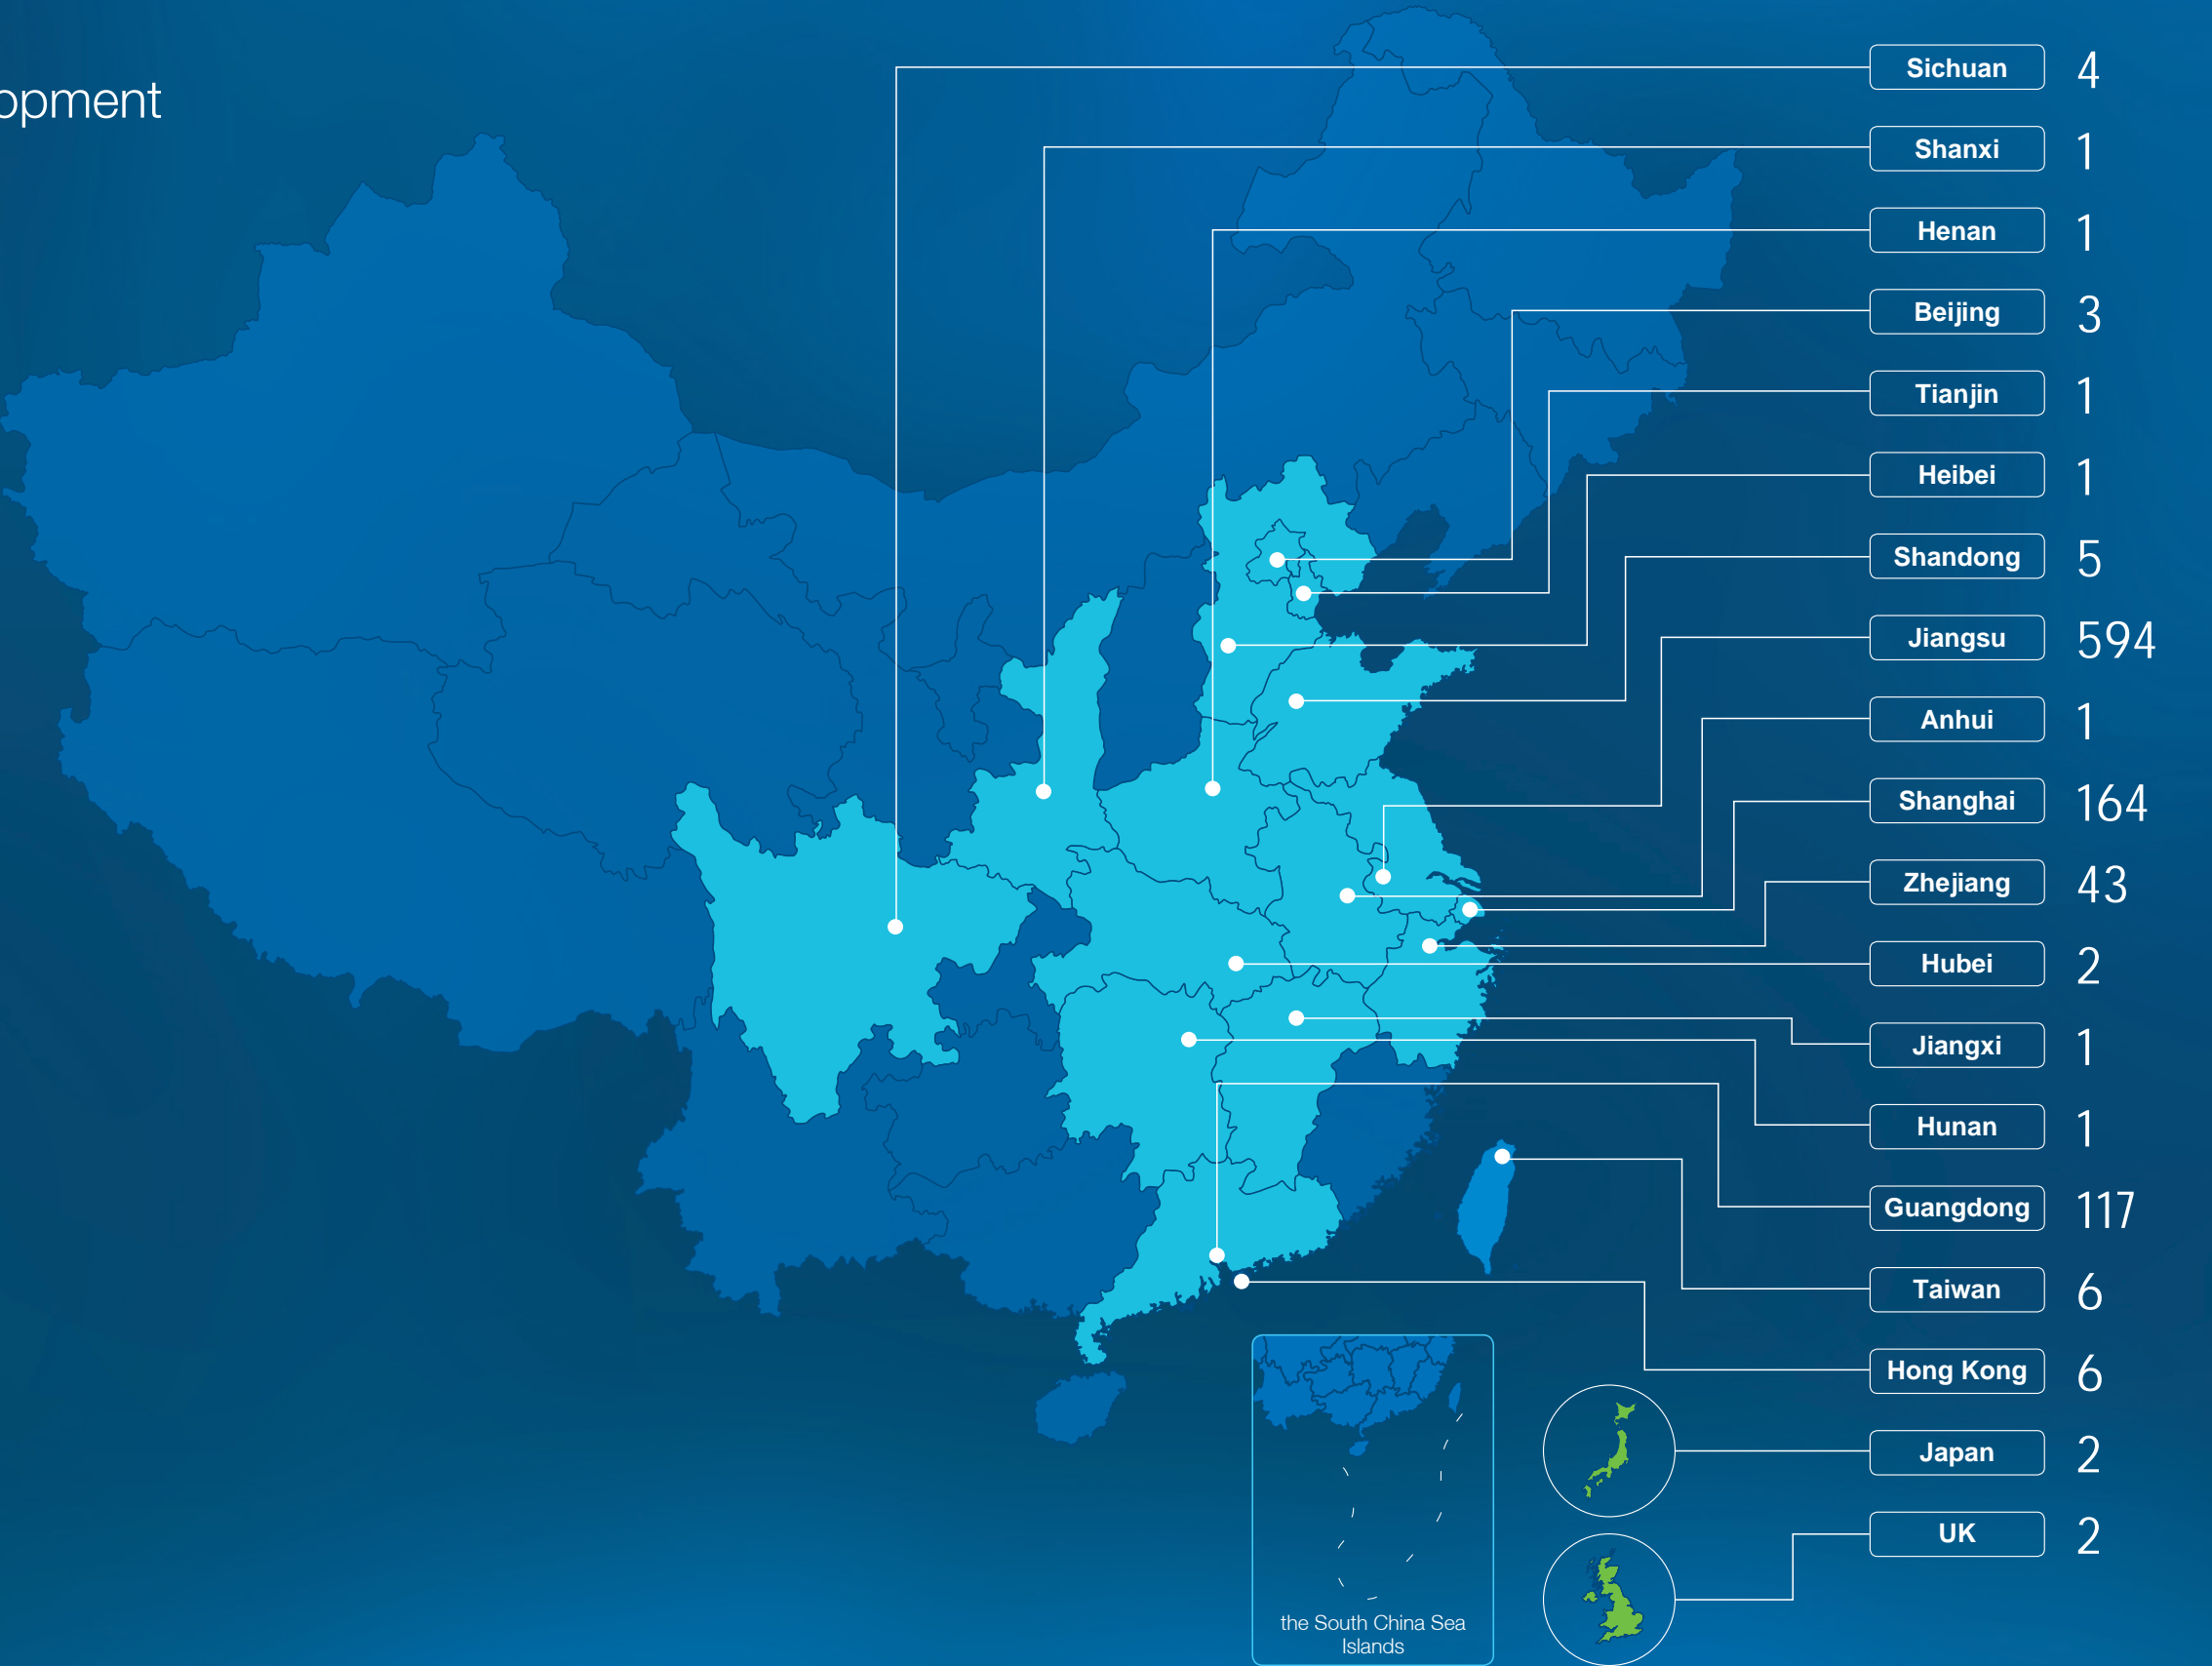 opment
Sichuan 4
Shanxi 1
Henan 1
Beijing 3
Tianjin 1
Heibei 1
Shandong 5
Jiangsu 594
Anhui 1
Shanghai 164
Zhejiang 43
Hubei 2
Jiangxi 1
Hunan 1
Guangdong 117
Taiwan 6
Hong Kong 6
Japan 2
UK 2
the South China Sea
Islands